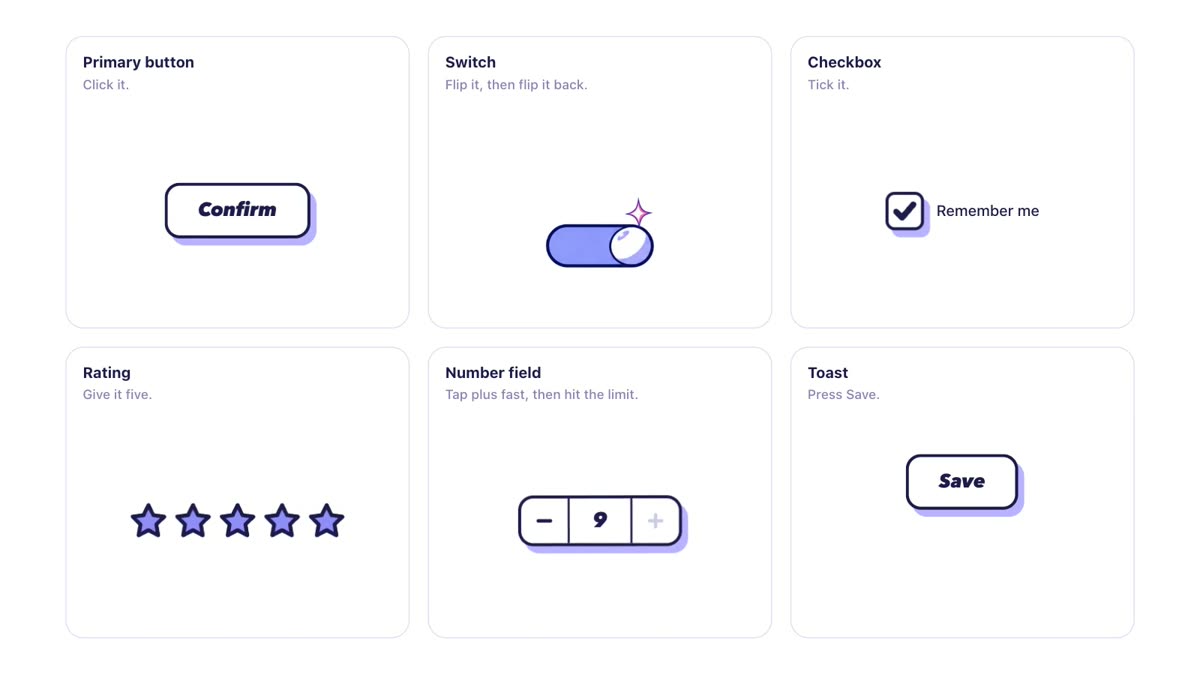 Primary button
Click it.
Confirm
Switch
Flip it, then flip it back.
Checkbox
Tick it.
Remember me
Rating
Give it five.
Number field
Tap plus fast, then hit the limit.
− 9 +
Toast
Press Save.
Save